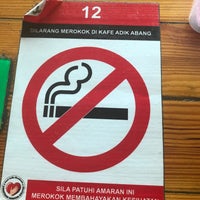 12
DILARANG MEROKOK DI KAFE ADIK ABANG
SILA PATUHI AMARAN INI
MEROKOK MEMBAHAYAKAN KESIHATAN